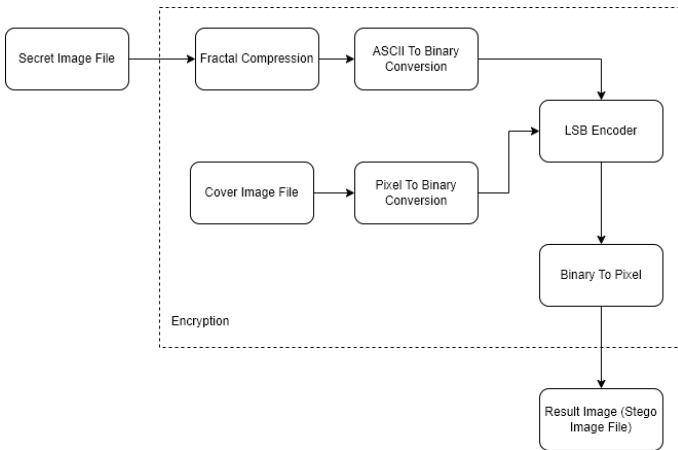 Secret Image File
Fractal Compression
ASCII To Binary
Conversion
LSB Encoder
Cover Image File
Pixel To Binary
Conversion
Binary To Pixel
Encryption
Result Image (Stego
Image File)